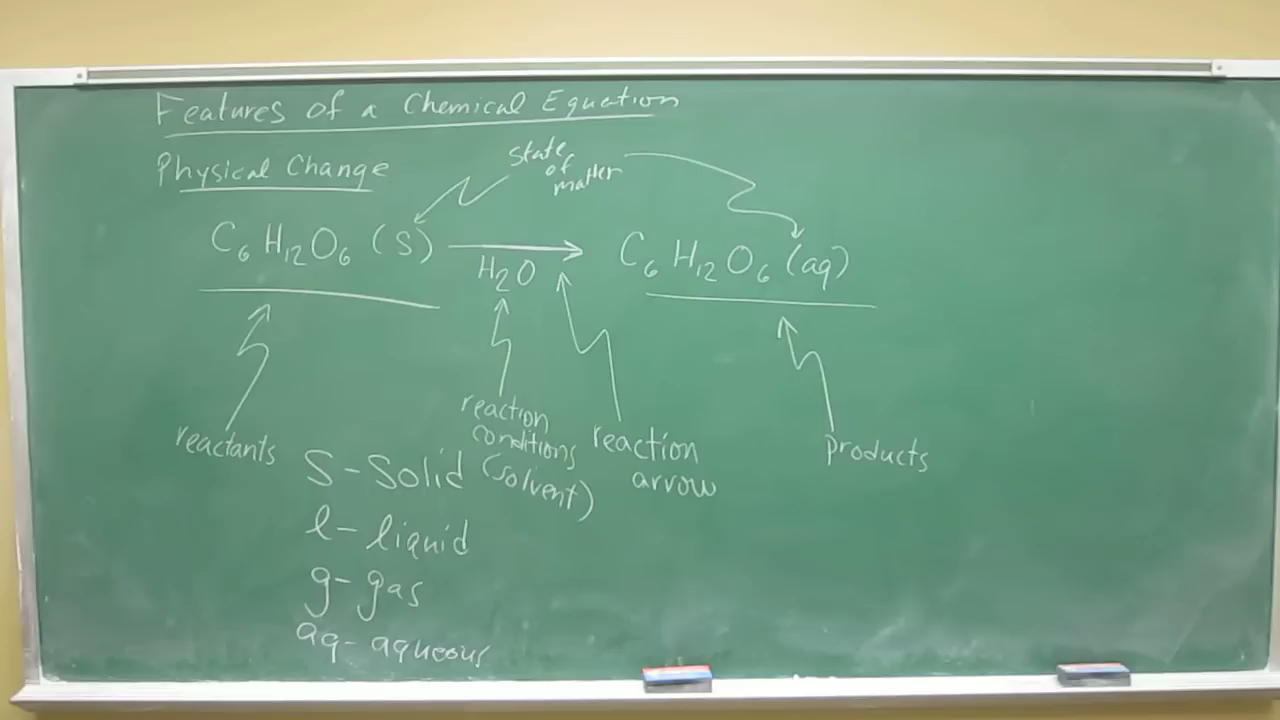 Features of a Chemical Equation
Physical Change
state
of
matter
C₆H₁₂O₆ (s) → C₆H₁₂O₆ (aq)
H₂O
reactants
reaction
conditions
(solvent)
reaction
arrow
products
S-Solid
l-liquid
g-gas
aq-aqueous